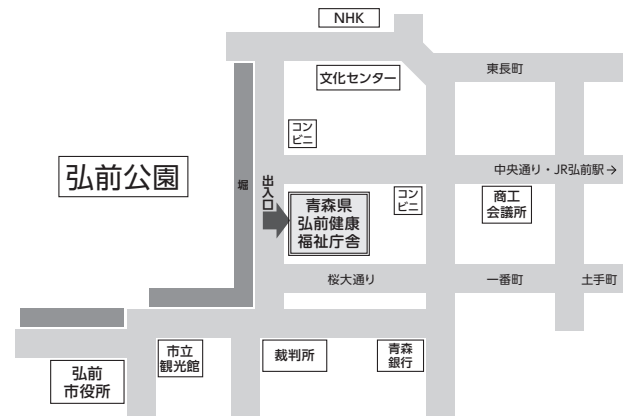 NHK
東長町
文化センター
コン
ビニ
中央通り・JR弘前駅→
弘前公園
堀
出入口
青森県
弘前健康
福祉庁舎
コン
ビニ
商工
会議所
桜大通り
一番町
土手町
市立
観光館
裁判所
青森
銀行
弘前
市役所